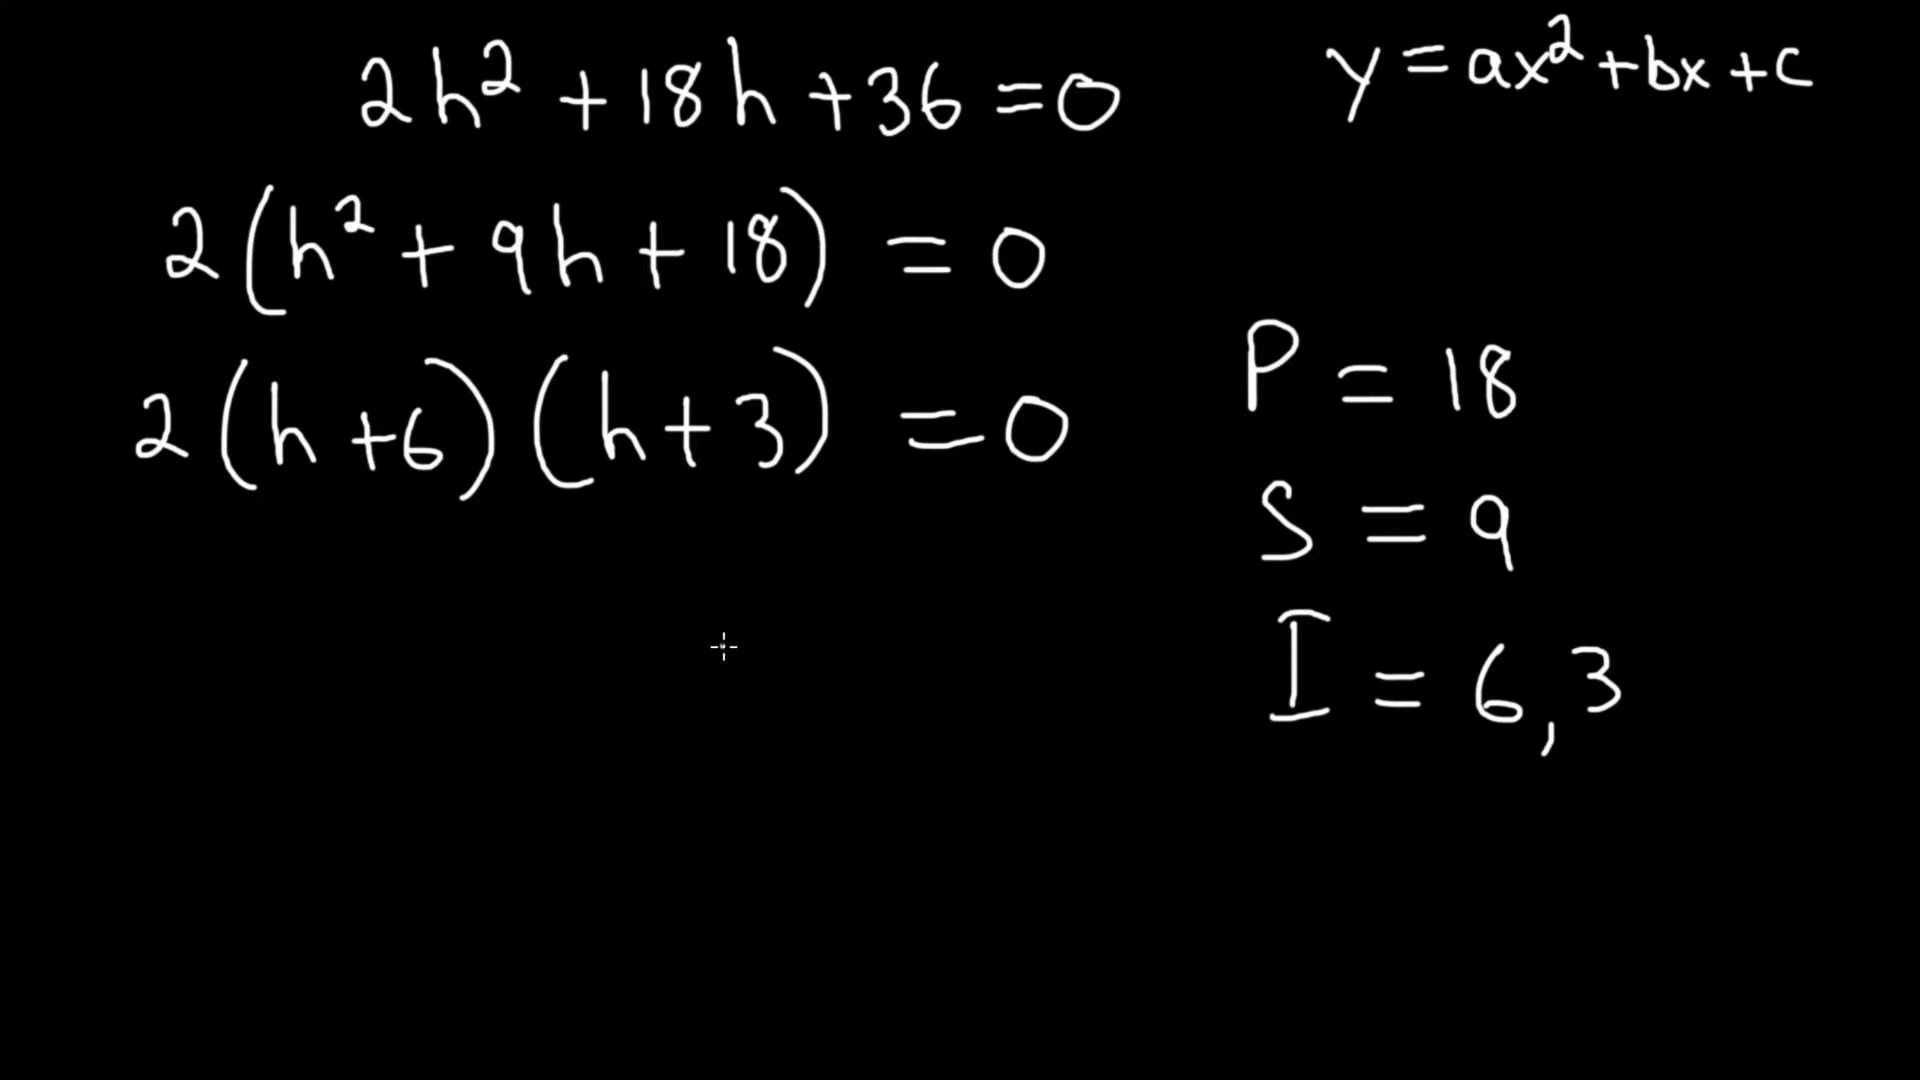 2h² + 18h + 36 = 0
y = ax² + bx + c
2(h² + 9h + 18) = 0
2(h + 6)(h + 3) = 0
P = 18
S = 9
I = 6, 3